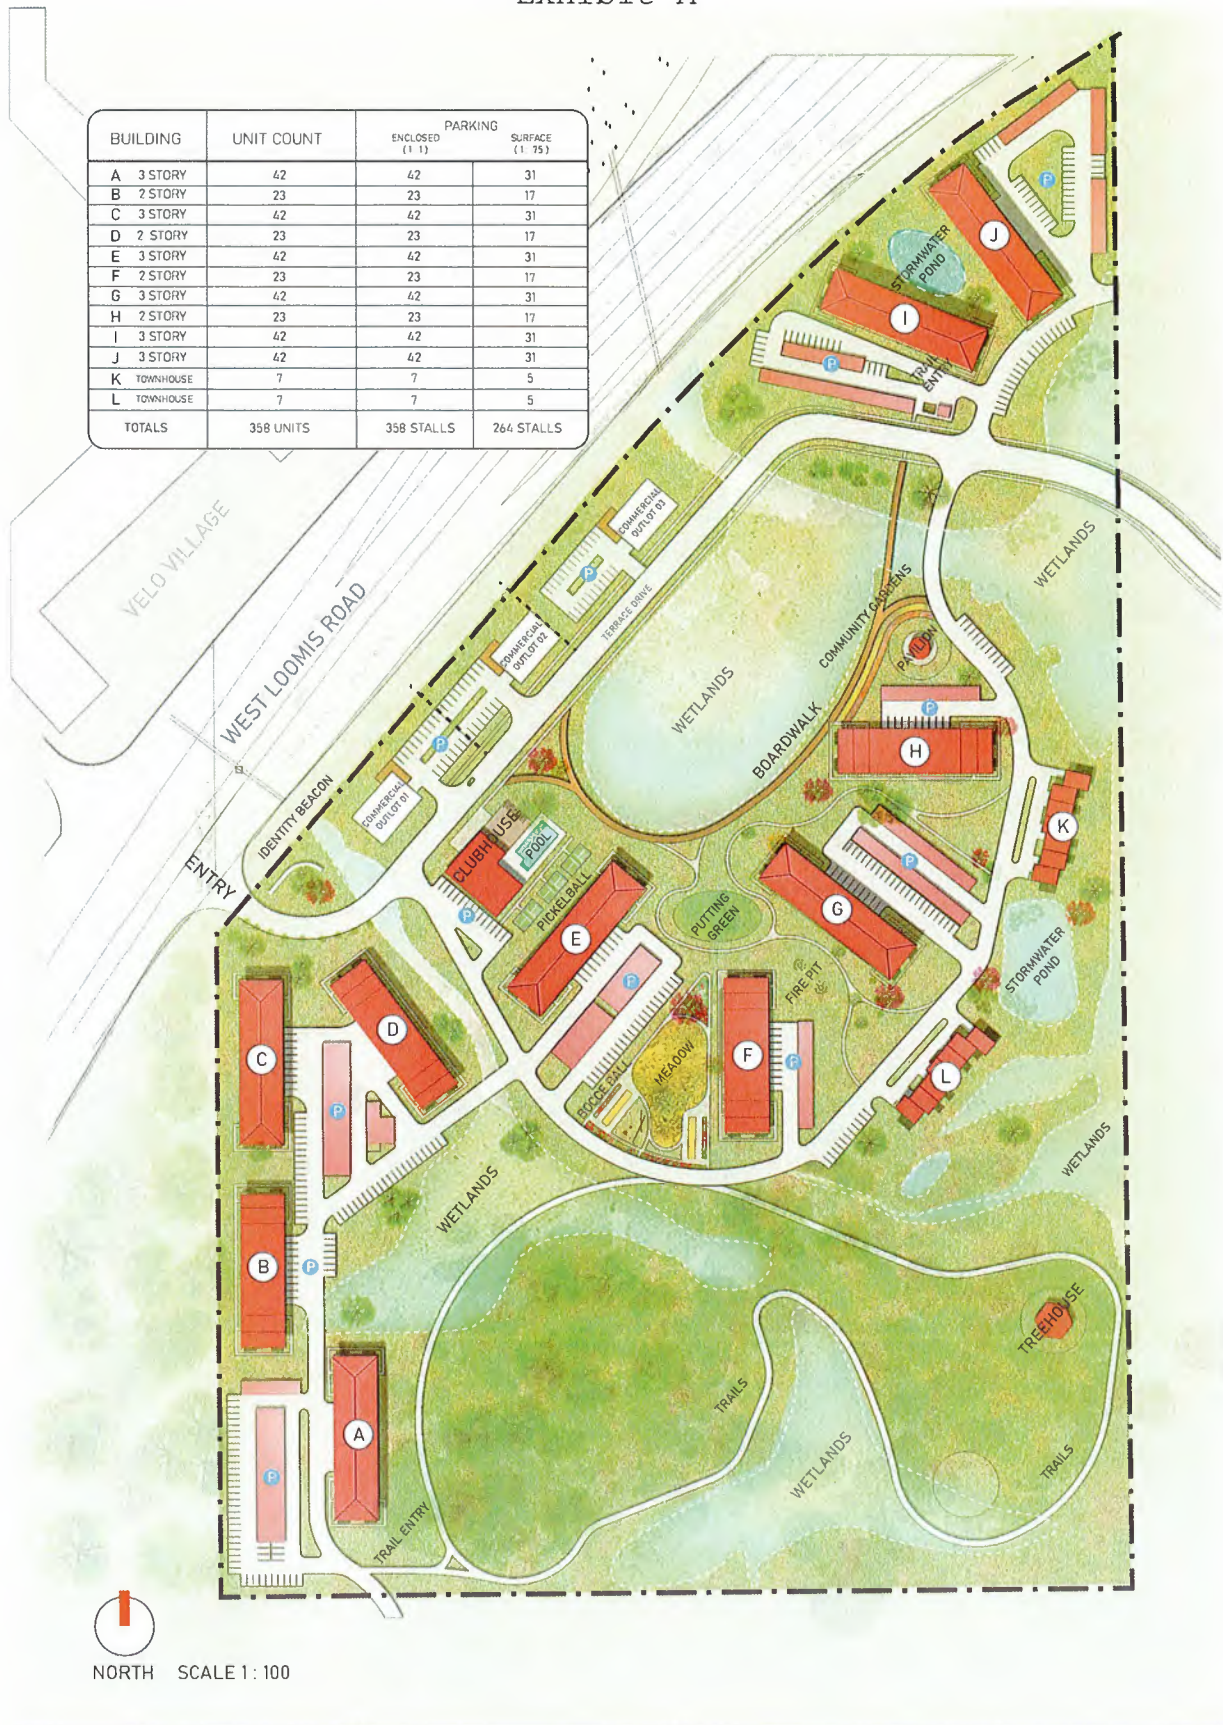 Exhibit A
BUILDING UNIT COUNT PARKING
ENCLOSED (1:1) SURFACE (1:.75)
A 3 STORY 42 42 31
B 2 STORY 23 23 17
C 3 STORY 42 42 31
D 2 STORY 23 23 17
E 3 STORY 42 42 31
F 2 STORY 23 23 17
G 3 STORY 42 42 31
H 2 STORY 23 23 17
I 3 STORY 42 42 31
J 3 STORY 42 42 31
K TOWNHOUSE 7 7 5
L TOWNHOUSE 7 7 5
TOTALS 358 UNITS 358 STALLS 264 STALLS
P
J
STORMWATER
POND
I
P
TRAIL
ENTRY
COMMERCIAL
OUTLOT 03
VELO VILLAGE
WETLANDS
P
TERRACE DRIVE
COMMUNITY GARDENS
WEST LOOMIS ROAD
COMMERCIAL
OUTLOT 02
PAVILION
WETLANDS
P
P
BOARDWALK
H
IDENTITY BEACON
COMMERCIAL
OUTLOT 01
K
ENTRY
CLUBHOUSE
POOL
P
PICKELBALL
P
PUTTING
GREEN
G
E
STORMWATER
POND
P
FIRE PIT
D
C
F
P
MEADOW
L
BOCCE BALL
P
WETLANDS
WETLANDS
B
P
TREEHOUSE
TRAILS
A
WETLANDS
TRAILS
P
TRAIL ENTRY
NORTH SCALE 1 : 100